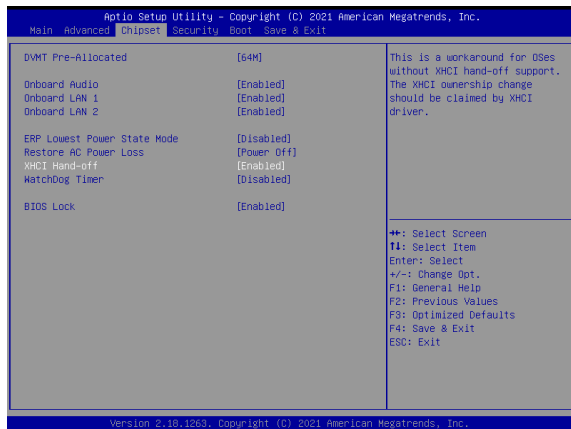 Aptio Setup Utility - Copyright (C) 2021 American Megatrends, Inc.
Main Advanced Chipset Security Boot Save & Exit
DVMT Pre-Allocated [64M]
Onboard Audio [Enabled]
Onboard LAN 1 [Enabled]
Onboard LAN 2 [Enabled]
ERP Lowest Power State Mode [Disabled]
Restore AC Power Loss [Power Off]
XHCI Hand-off [Enabled]
WatchDog Timer [Disabled]
BIOS Lock [Enabled]
This is a workaround for OSes
without XHCI hand-off support.
The XHCI ownership change
should be claimed by XHCI
driver.
→←: Select Screen
↑↓: Select Item
Enter: Select
+/-: Change Opt.
F1: General Help
F2: Previous Values
F3: Optimized Defaults
F4: Save & Exit
ESC: Exit
Version 2.18.1263. Copyright (C) 2021 American Megatrends, Inc.